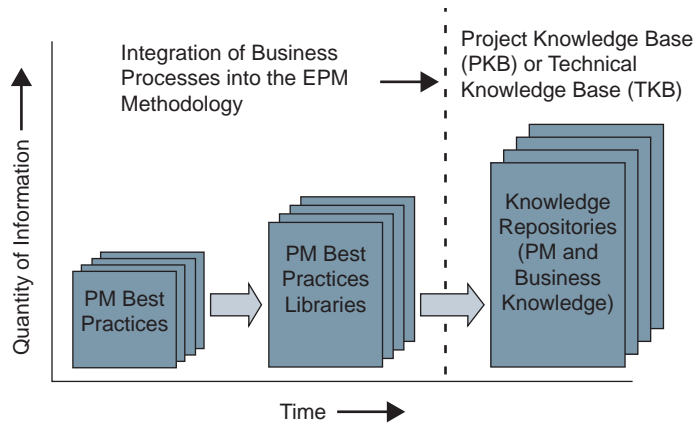 Integration of Business
Processes into the EPM
Methodology
Project Knowledge Base
(PKB) or Technical
Knowledge Base (TKB)
Quantity of Information
PM Best
Practices
PM Best
Practices
Libraries
Knowledge
Repositories
(PM and
Business
Knowledge)
Time